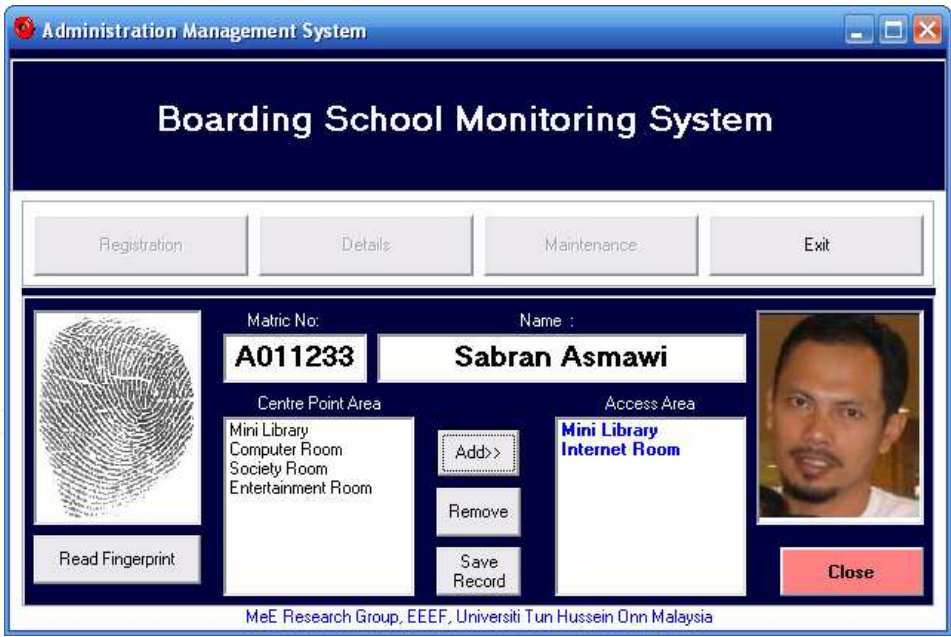 Administration Management System
Boarding School Monitoring System
Registration Details Maintenance Exit
Matric No: Name :
A011233 Sabran Asmawi
Centre Point Area Access Area
Mini Library
Computer Room
Society Room
Entertainment Room
Add>>
Remove
Save
Record
Mini Library
Internet Room
Read Fingerprint
Close
MeE Research Group, EEEF, Universiti Tun Hussein Onn Malaysia